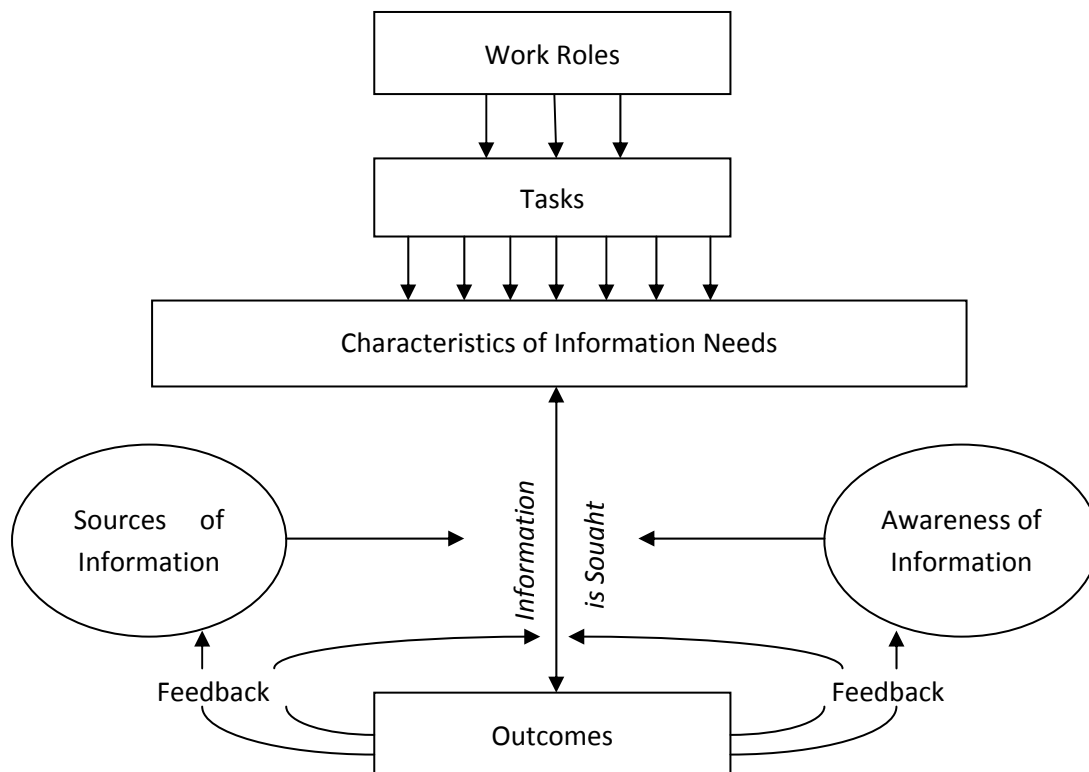 Work Roles
Tasks
Characteristics of Information Needs
Sources of
Information
Information
is Souaht
Awareness of
Information
Feedback
Feedback
Outcomes